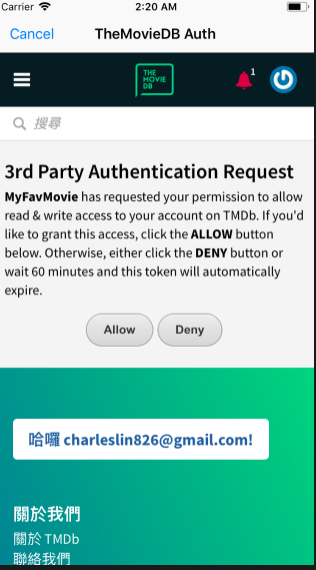 Carrier 2:20 AM
Cancel TheMovieDB Auth
THE
MOVIE
DB
1
搜尋
3rd Party Authentication Request
MyFavMovie has requested your permission to allow
read & write access to your account on TMDb. If you'd
like to grant this access, click the ALLOW button
below. Otherwise, either click the DENY button or
wait 60 minutes and this token will automatically
expire.
Allow Deny
哈囉 charleslin826@gmail.com!
關於我們
關於 TMDb
聯絡我們